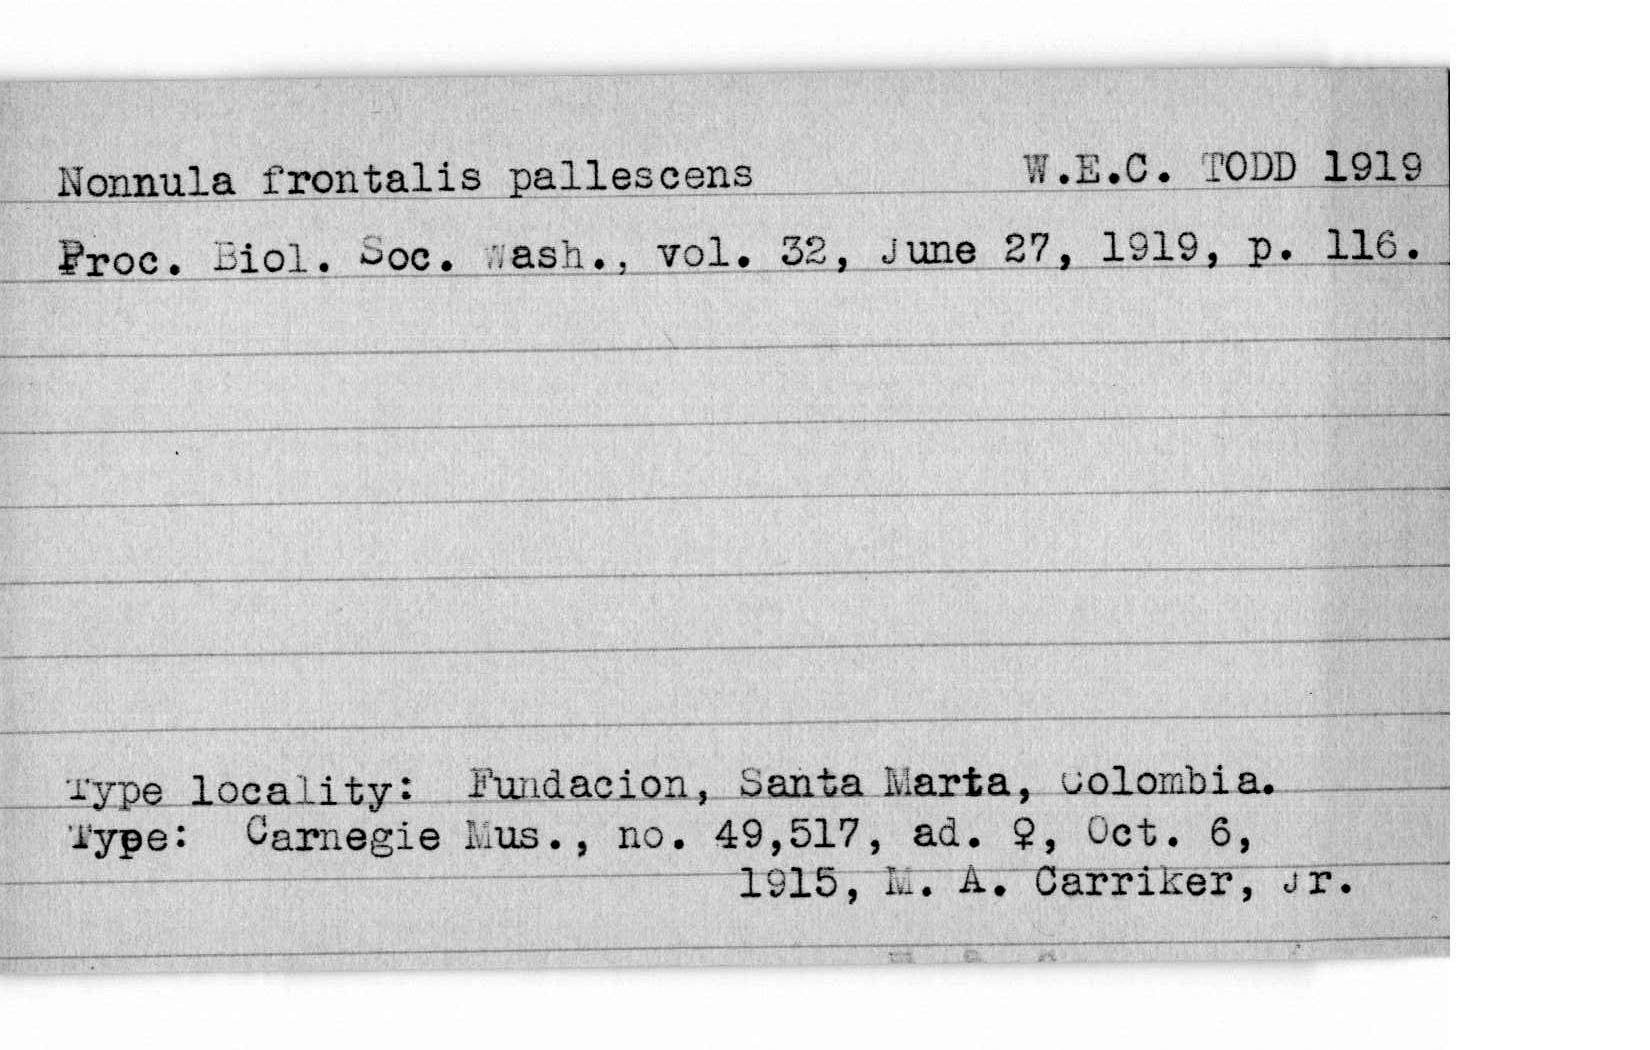 Nonnula frontalis pallescens W.E.C. TODD 1919
Proc. Biol. Soc. Wash., vol. 32, June 27, 1919, p. 116.
Type locality: Fundacion, Santa Marta, Colombia.
Type: Carnegie Mus., no. 49,517, ad. ♀, Oct. 6,
1915, M. A. Carriker, Jr.